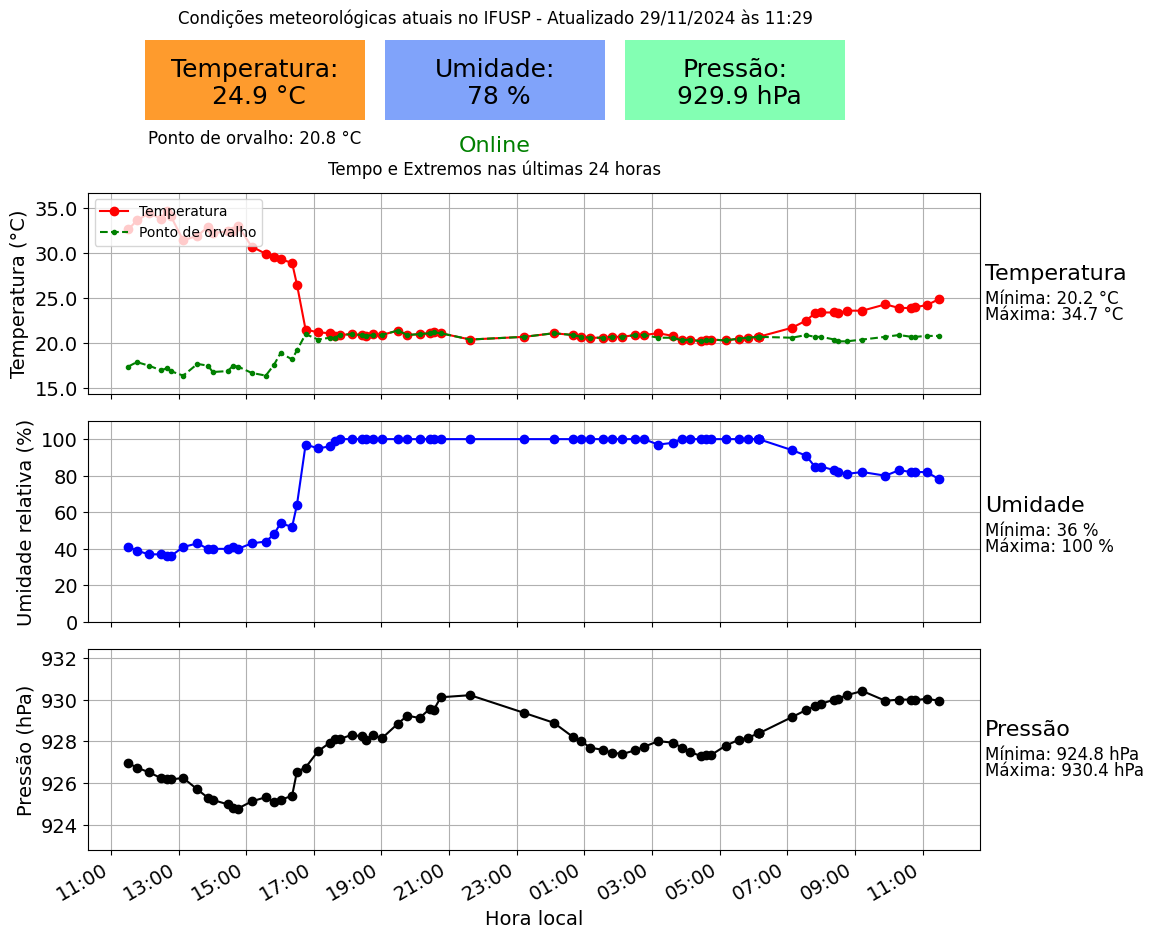 Condições meteorológicas atuais no IFUSP - Atualizado 29/11/2024 às 11:29
Temperatura:
24.9 °C
Umidade:
78 %
Pressão:
929.9 hPa
Ponto de orvalho: 20.8 °C
Online
Tempo e Extremos nas últimas 24 horas
Temperatura (°C)
35.0
30.0
25.0
20.0
15.0
Temperatura
Ponto de orvalho
Temperatura
Mínima: 20.2 °C
Máxima: 34.7 °C
Umidade relativa (%)
100
80
60
40
20
0
Umidade
Mínima: 36 %
Máxima: 100 %
Pressão (hPa)
932
930
928
926
924
Pressão
Mínima: 924.8 hPa
Máxima: 930.4 hPa
11:00 13:00 15:00 17:00 19:00 21:00 23:00 01:00 03:00 05:00 07:00 09:00 11:00
Hora local